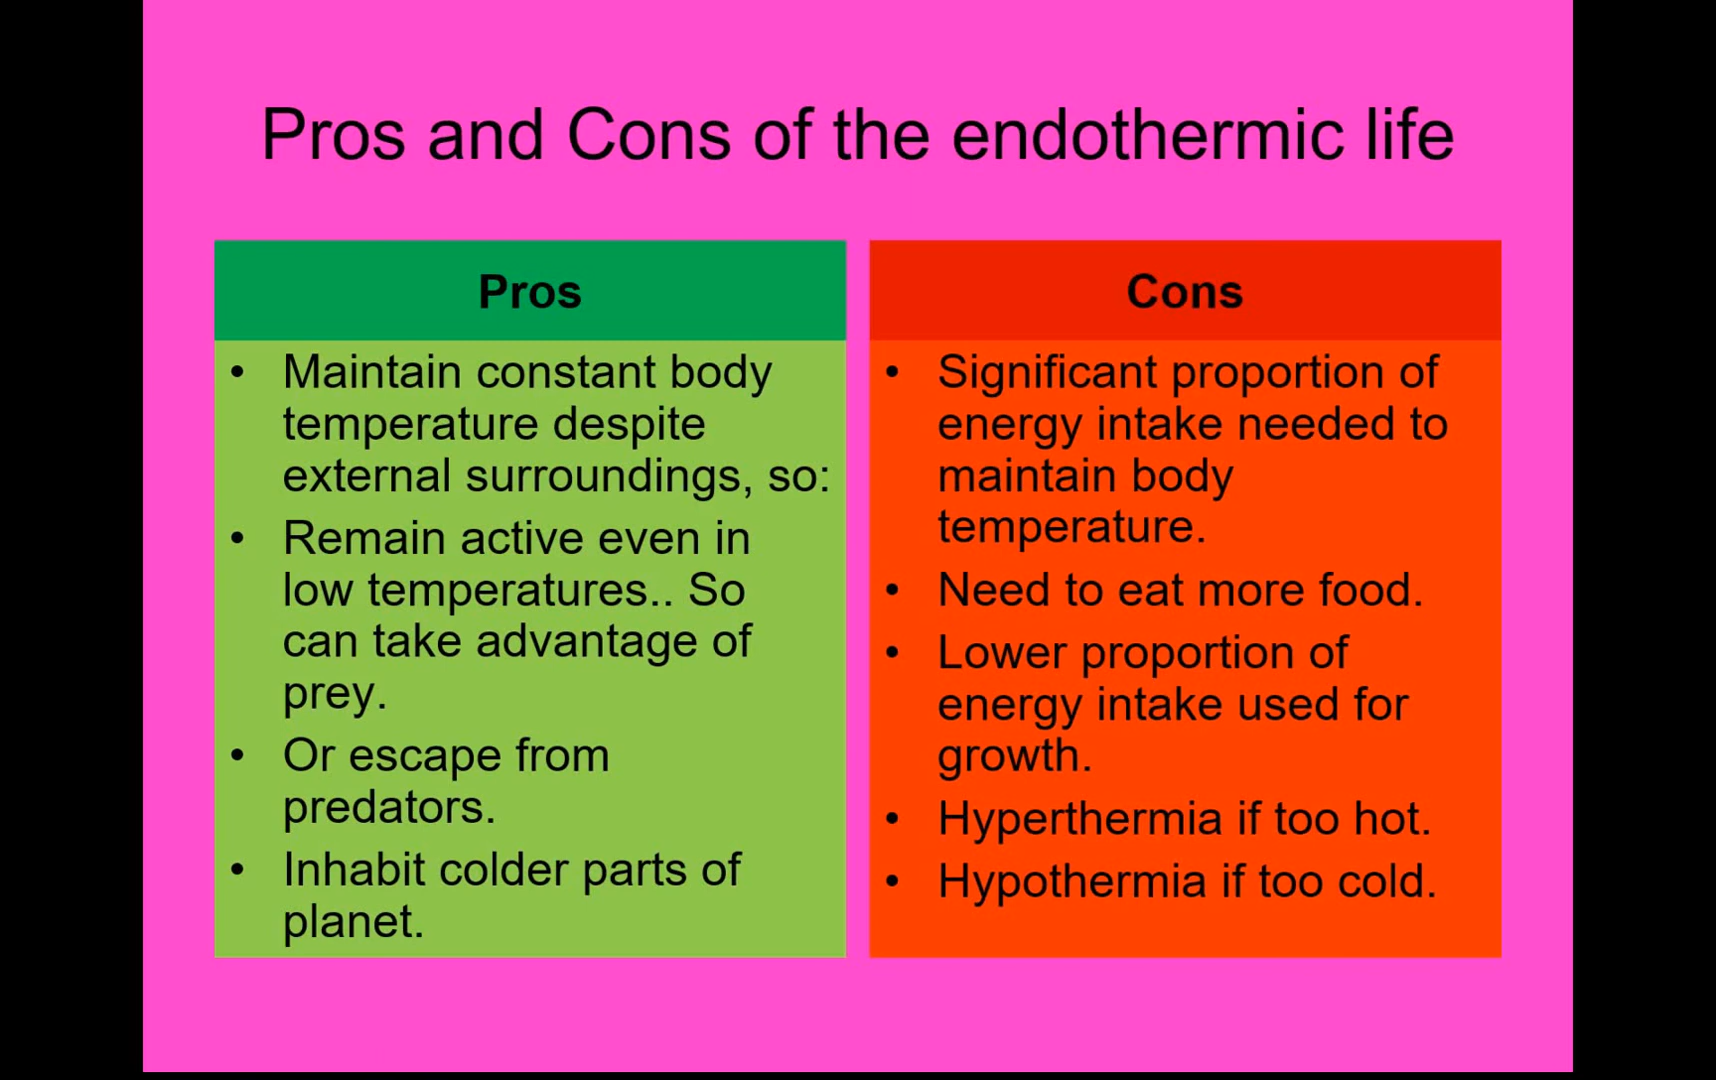 Pros and Cons of the endothermic life
Pros
• Maintain constant body
temperature despite
external surroundings, so:
• Remain active even in
low temperatures.. So
can take advantage of
prey.
• Or escape from
predators.
• Inhabit colder parts of
planet.
Cons
• Significant proportion of
energy intake needed to
maintain body
temperature.
• Need to eat more food.
• Lower proportion of
energy intake used for
growth.
• Hyperthermia if too hot.
• Hypothermia if too cold.